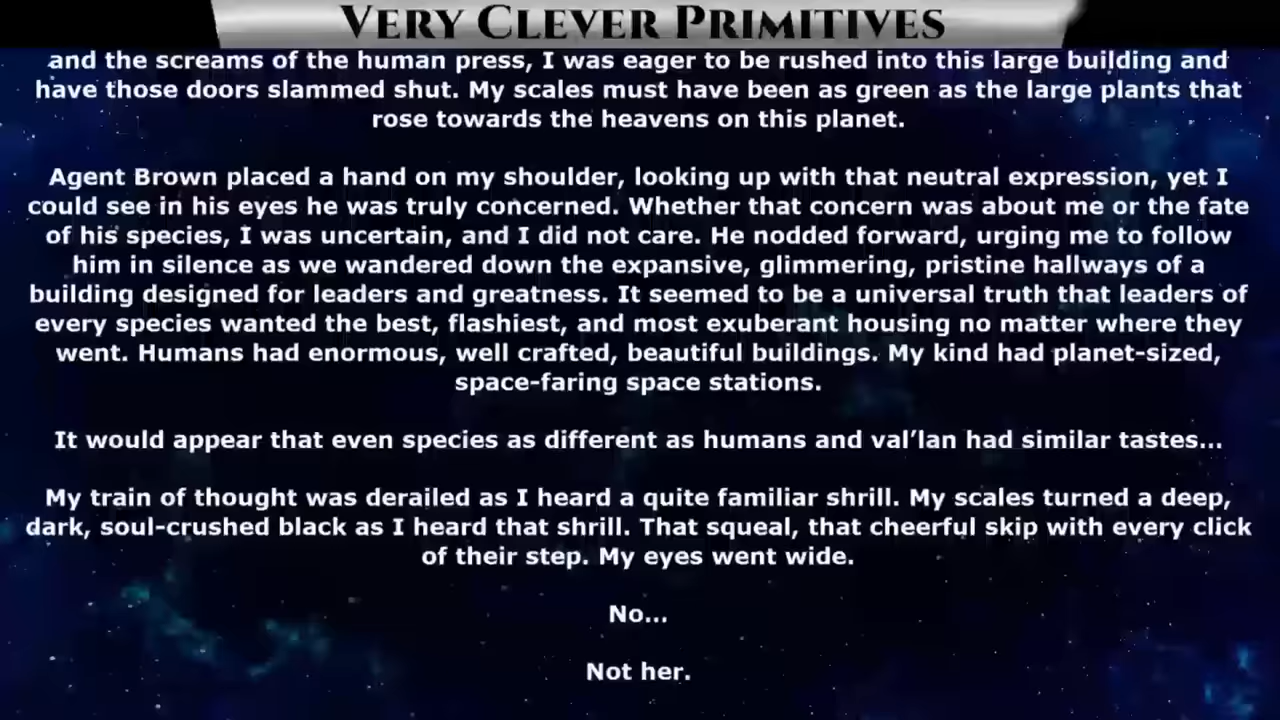 VERY CLEVER PRIMITIVES
and the screams of the human press, I was eager to be rushed into this large building and
have those doors slammed shut. My scales must have been as green as the large plants that
rose towards the heavens on this planet.
Agent Brown placed a hand on my shoulder, looking up with that neutral expression, yet I
could see in his eyes he was truly concerned. Whether that concern was about me or the fate
of his species, I was uncertain, and I did not care. He nodded forward, urging me to follow
him in silence as we wandered down the expansive, glimmering, pristine hallways of a
building designed for leaders and greatness. It seemed to be a universal truth that leaders of
every species wanted the best, flashiest, and most exuberant housing no matter where they
went. Humans had enormous, well crafted, beautiful buildings. My kind had planet-sized,
space-faring space stations.
It would appear that even species as different as humans and val’lan had similar tastes...
My train of thought was derailed as I heard a quite familiar shrill. My scales turned a deep,
dark, soul-crushed black as I heard that shrill. That squeal, that cheerful skip with every click
of their step. My eyes went wide.
No...
Not her.